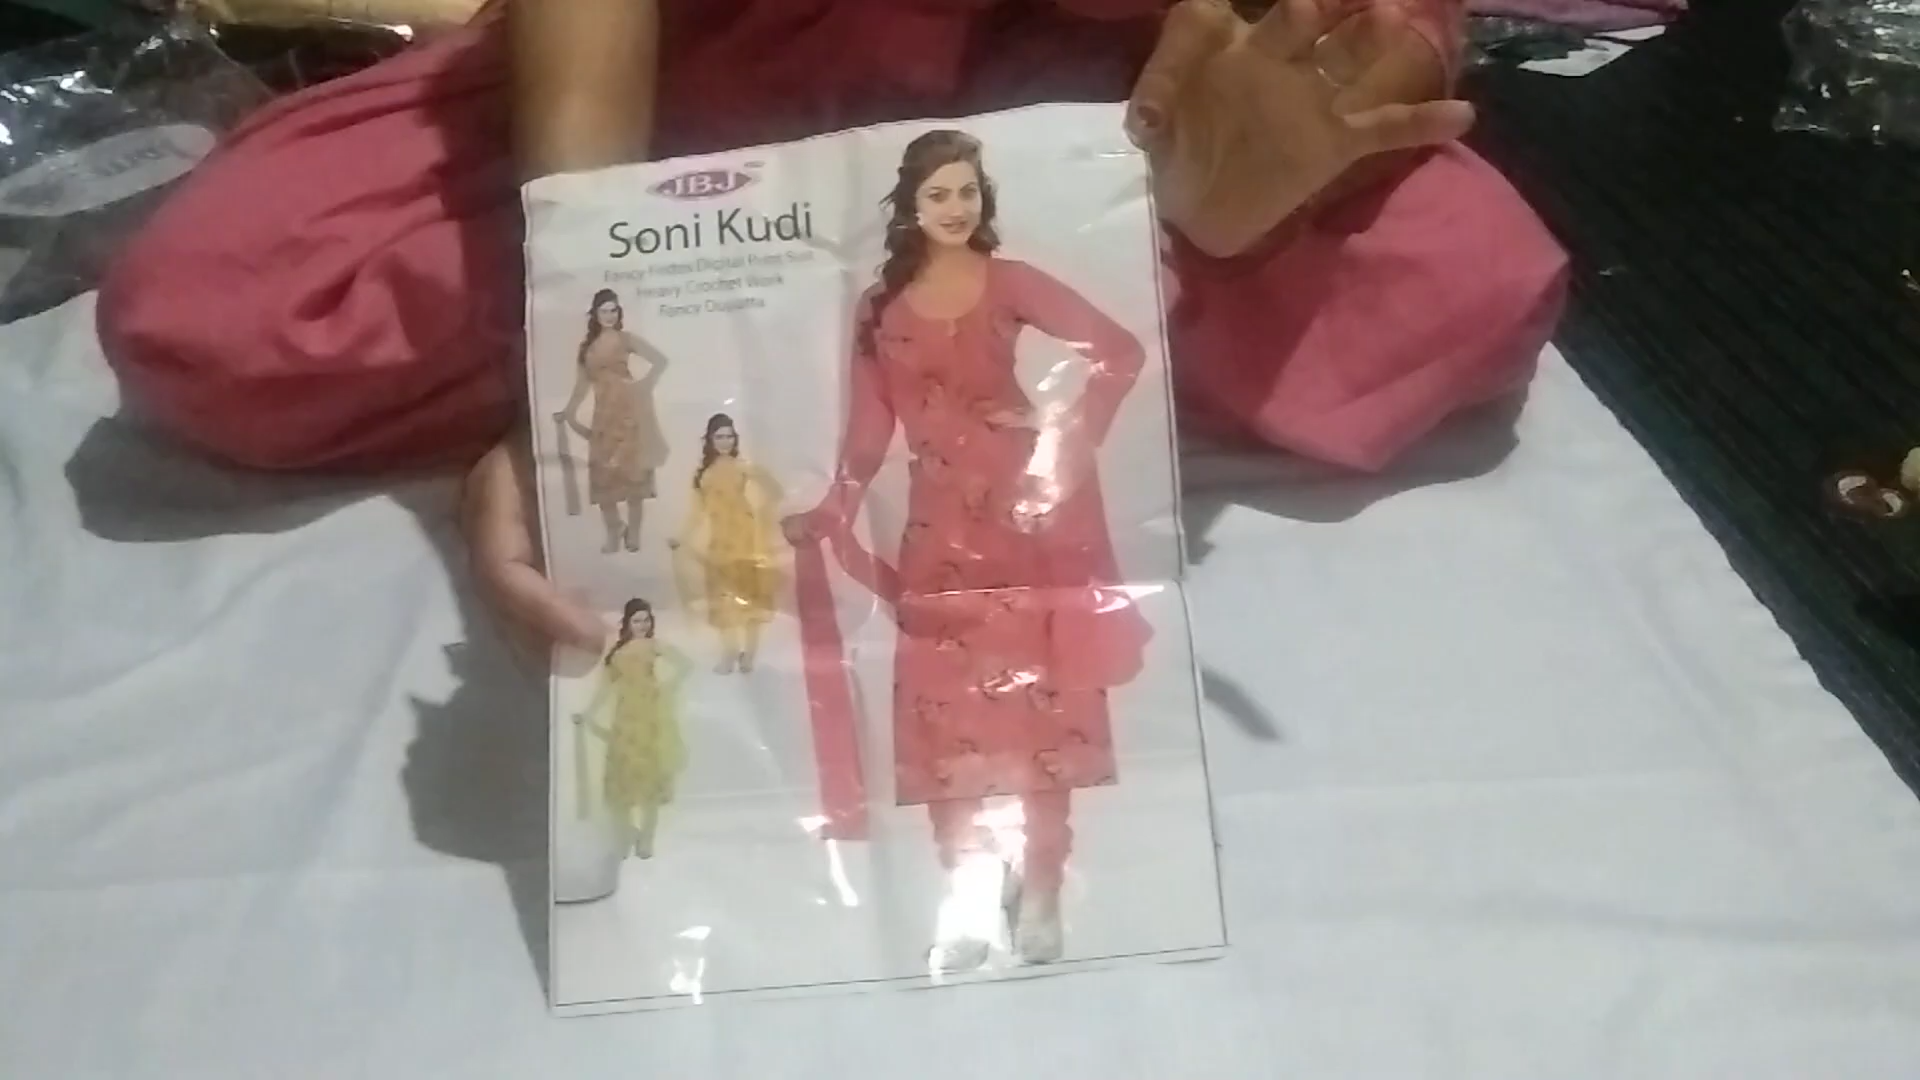 JBJ
Soni Kudi
Fancy Digital Print Suit
Heavy Crochet Work
Fancy Dupatta